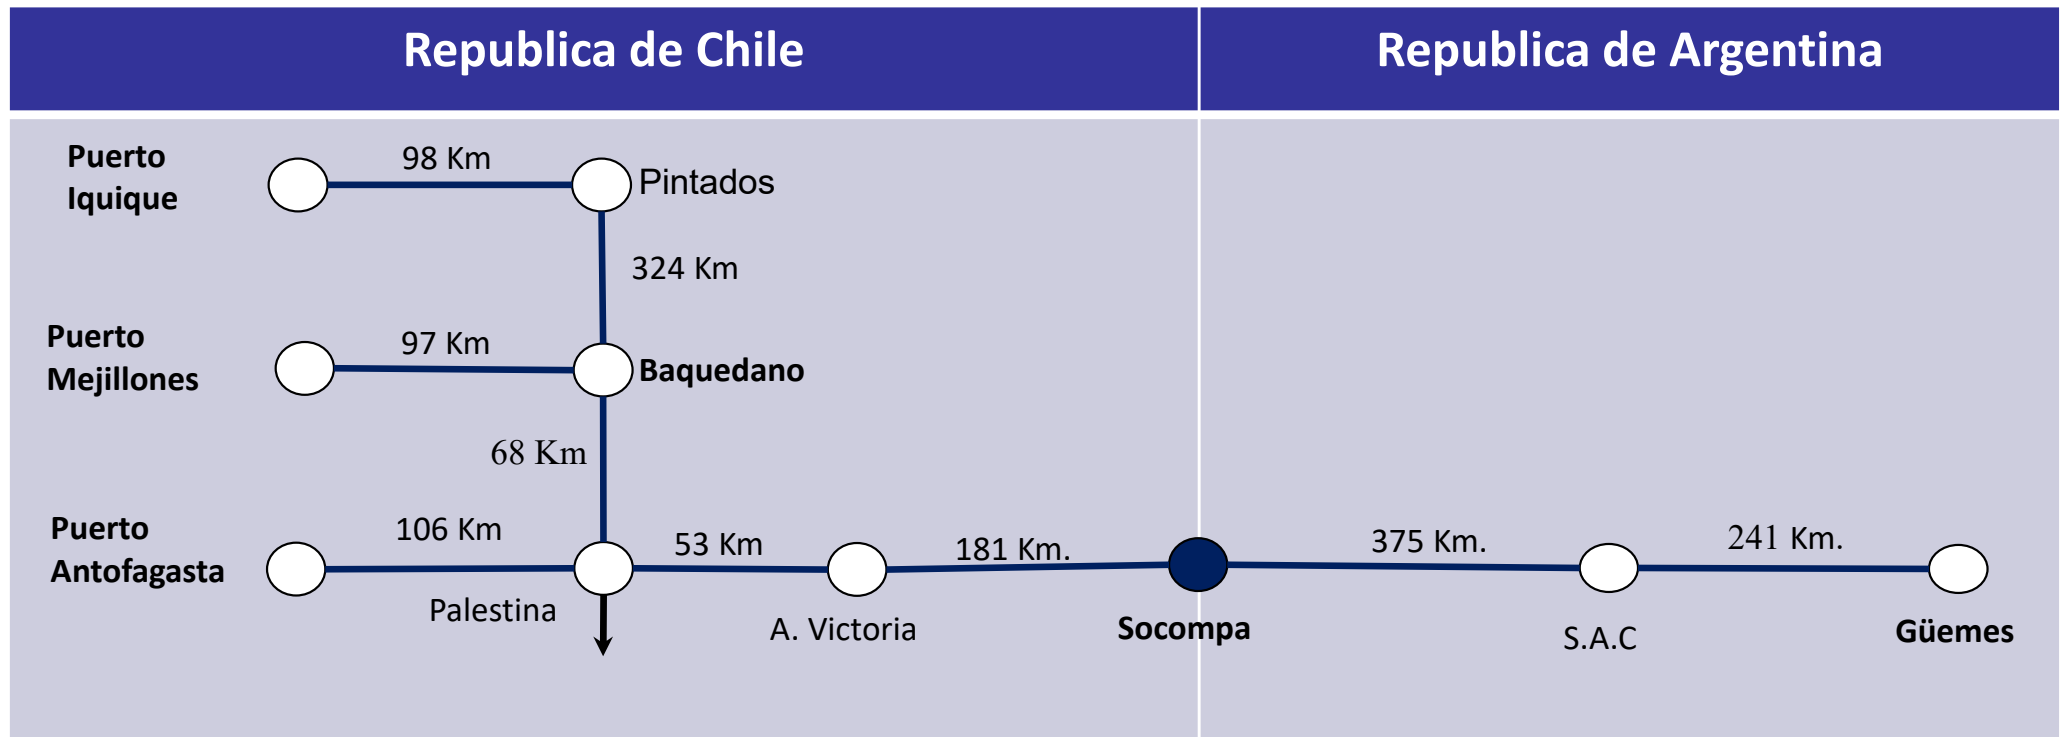 Republica de Chile
Republica de Argentina
Puerto
Iquique
98 Km
Pintados
324 Km
Puerto
Mejillones
97 Km
Baquedano
68 Km
Puerto
Antofagasta
106 Km
53 Km
181 Km.
375 Km.
241 Km.
Palestina
A. Victoria
Socompa
S.A.C
Güemes